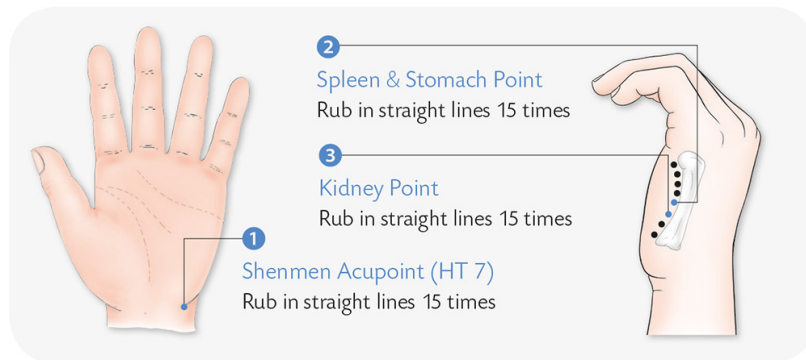 2
Spleen & Stomach Point
Rub in straight lines 15 times
3
Kidney Point
Rub in straight lines 15 times
1
Shenmen Acupoint (HT 7)
Rub in straight lines 15 times